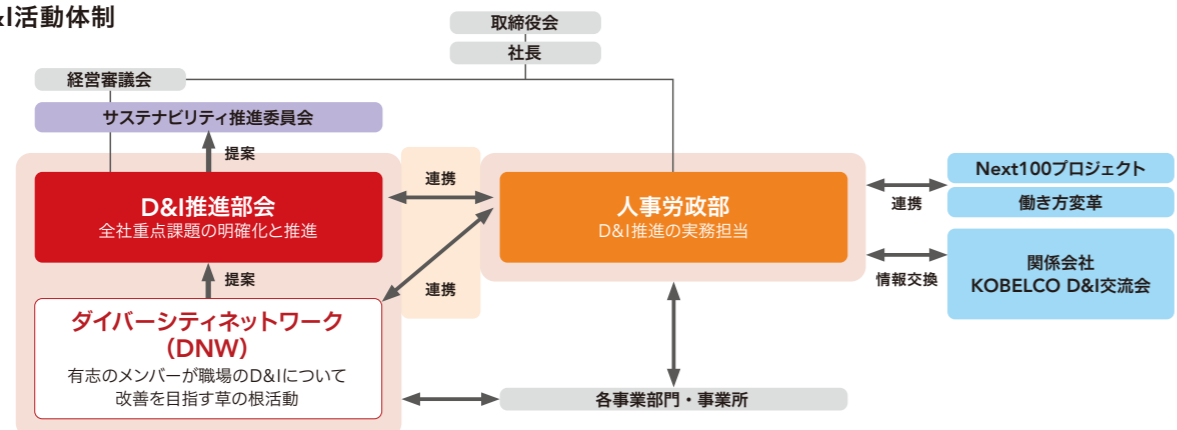 &I活動体制
取締役会
社長
経営審議会
サステナビリティ推進委員会
提案
D&I推進部会
全社重点課題の明確化と推進
提案
ダイバーシティネットワーク
(DNW)
有志のメンバーが職場のD&Iについて
改善を目指す草の根活動
連携
連携
人事労政部
D&I推進の実務担当
各事業部門・事業所
連携
Next100プロジェクト
働き方変革
情報交換
関係会社
KOBELCO D&I交流会